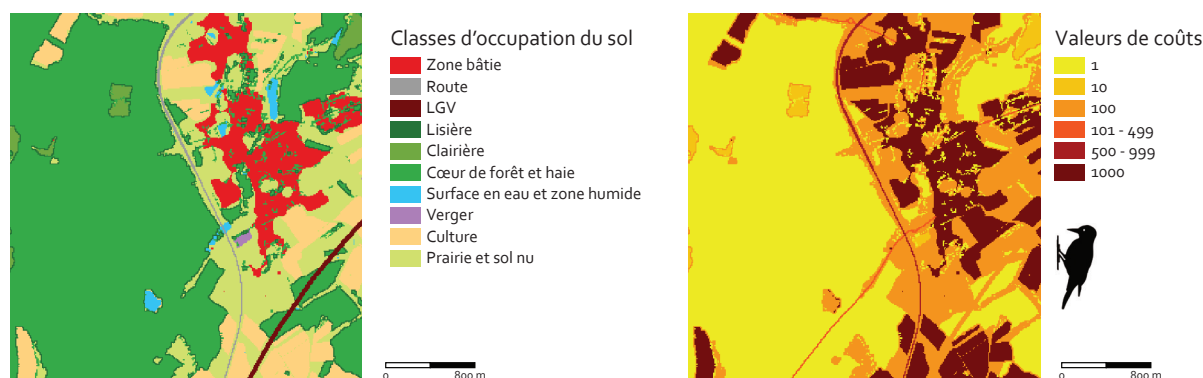 Classes d'occupation du sol
Zone bâtie
Route
LGV
Lisière
Clairière
Cœur de forêt et haie
Surface en eau et zone humide
Verger
Culture
Prairie et sol nu
0 800 m
Valeurs de coûts
1
10
100
101 - 499
500 - 999
1000
0 800 m